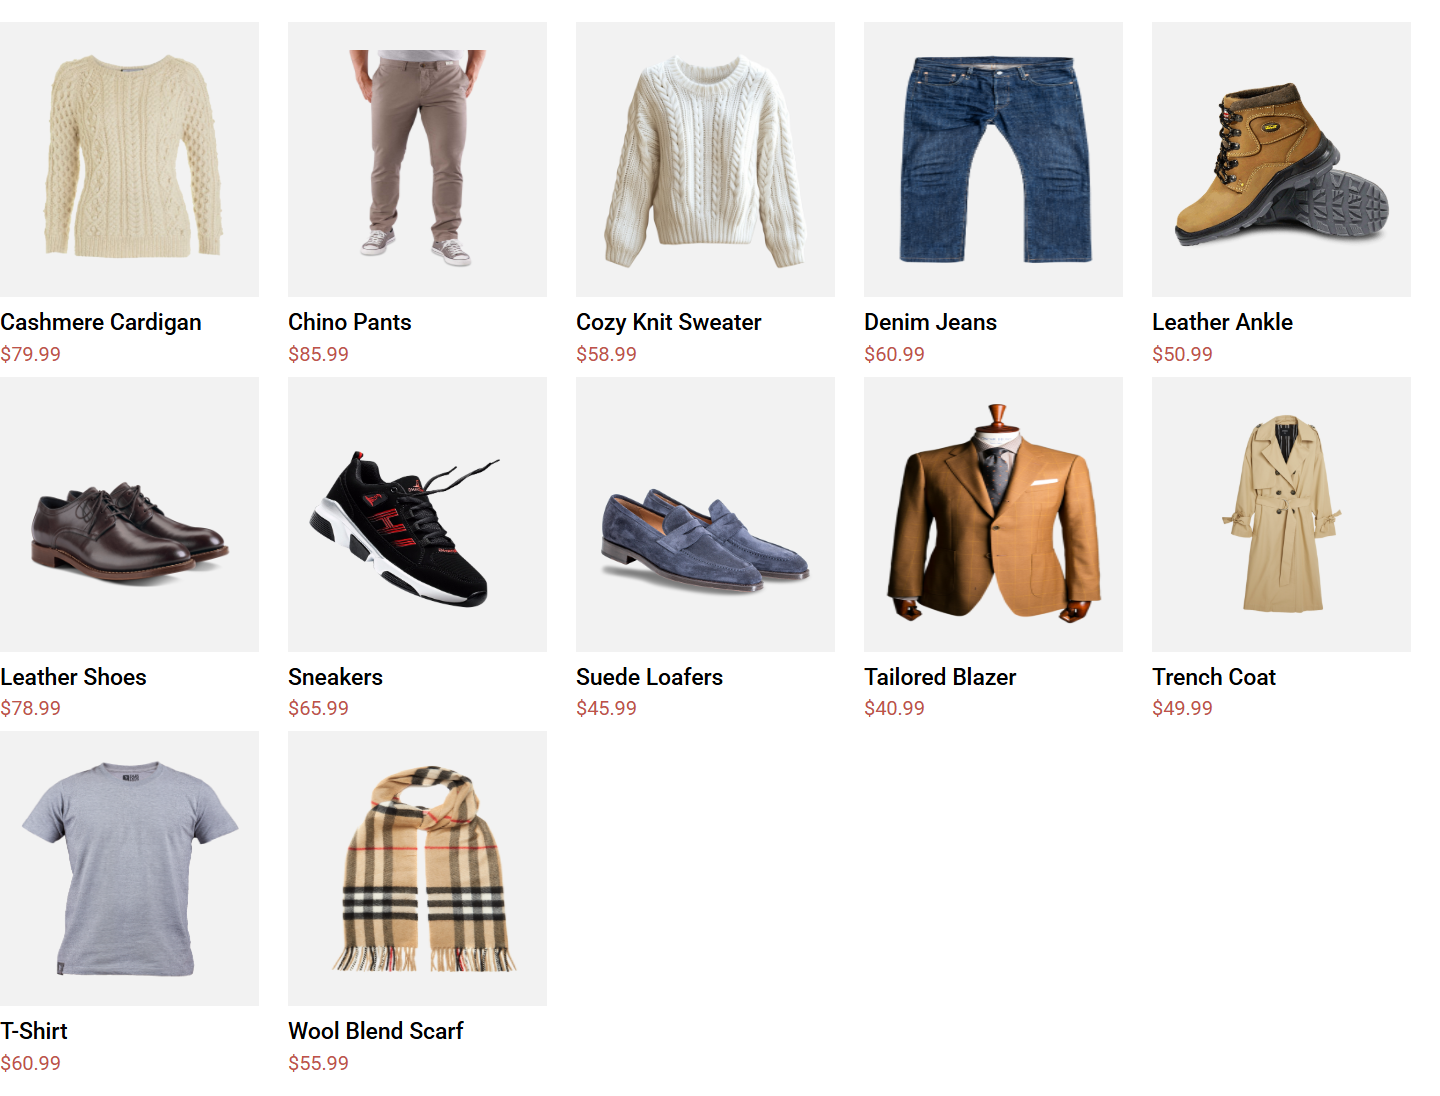 Cashmere Cardigan
$79.99
Chino Pants
$85.99
Cozy Knit Sweater
$58.99
Denim Jeans
$60.99
Leather Ankle
$50.99
Leather Shoes
$78.99
Sneakers
$65.99
Suede Loafers
$45.99
Tailored Blazer
$40.99
Trench Coat
$49.99
T-Shirt
$60.99
Wool Blend Scarf
$55.99